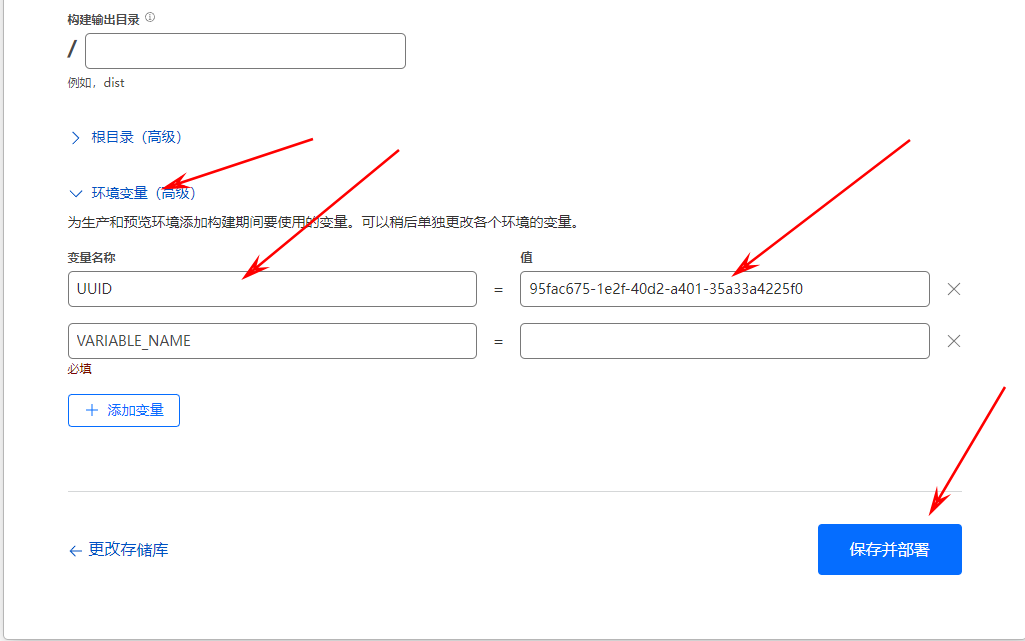 构建输出目录
/
例如，dist
根目录（高级）
环境变量（高级）
为生产和预览环境添加构建期间要使用的变量。可以稍后单独更改各个环境的变量。
变量名称 值
UUID = 95fac675-1e2f-40d2-a401-35a33a4225f0
VARIABLE_NAME =
必填
+ 添加变量
← 更改存储库 保存并部署